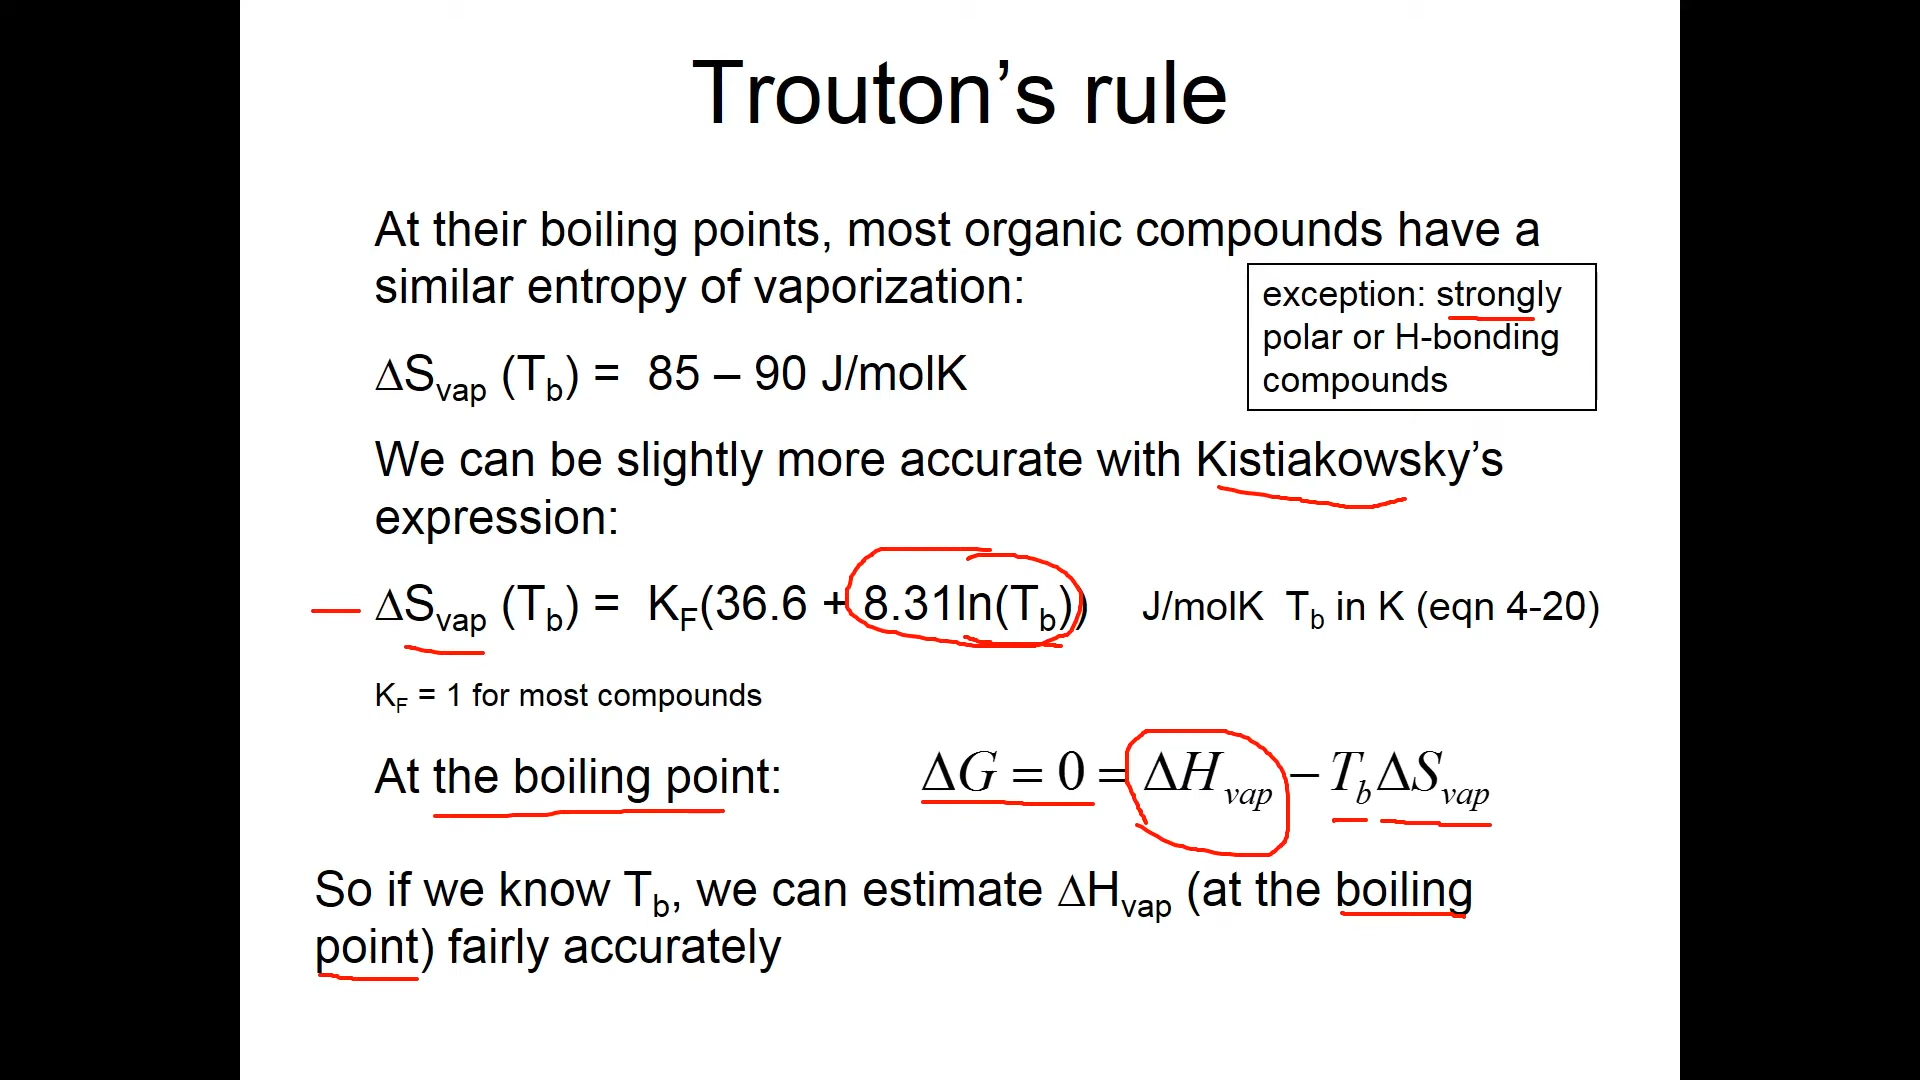 Trouton’s rule
At their boiling points, most organic compounds have a
similar entropy of vaporization:
exception: strongly
polar or H-bonding
compounds
ΔSvap (Tb) = 85 – 90 J/molK
We can be slightly more accurate with Kistiakowsky’s
expression:
ΔSvap (Tb) = KF(36.6 + 8.31ln(Tb)) J/molK Tb in K (eqn 4-20)
KF = 1 for most compounds
At the boiling point: ΔG = 0 = ΔHvap − TbΔSvap
So if we know Tb, we can estimate ΔHvap (at the boiling
point) fairly accurately